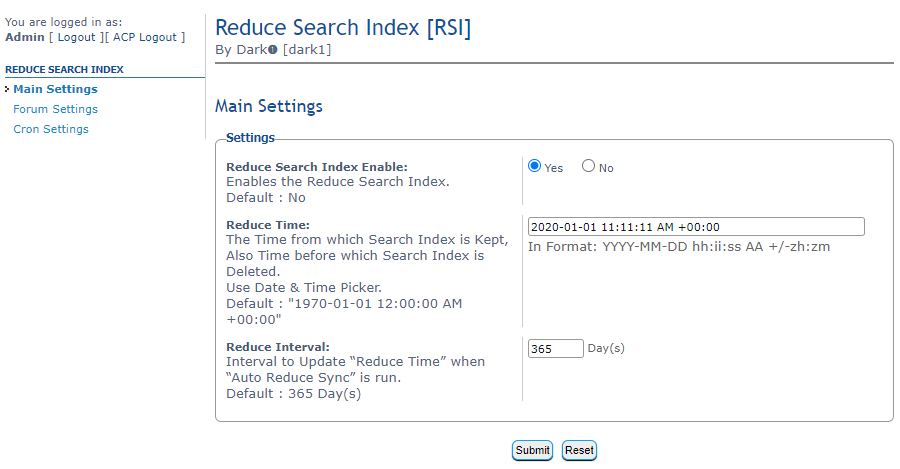 You are logged in as:
Admin [ Logout ][ ACP Logout ]
REDUCE SEARCH INDEX
Main Settings
Forum Settings
Cron Settings
Reduce Search Index [RSI]
By Dark❶ [dark1]
Main Settings
Settings
Reduce Search Index Enable:
Enables the Reduce Search Index.
Default : No
Yes No
Reduce Time:
The Time from which Search Index is Kept,
Also Time before which Search Index is
Deleted.
Use Date & Time Picker.
Default : "1970-01-01 12:00:00 AM
+00:00"
2020-01-01 11:11:11 AM +00:00
In Format: YYYY-MM-DD hh:ii:ss AA +/-zh:zm
Reduce Interval:
Interval to Update “Reduce Time” when
“Auto Reduce Sync” is run.
Default : 365 Day(s)
365 Day(s)
Submit Reset